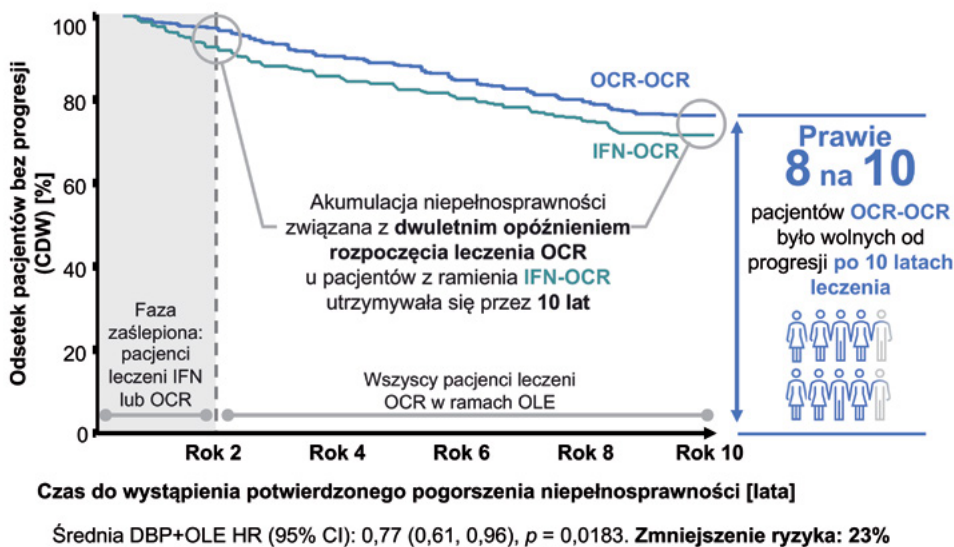 Odsetek pacjentów bez progresji
(CDW) [%]
100
80
60
40
20
0
Faza
zaślepiona:
pacjenci
leczeni IFN
lub OCR
OCR-OCR
IFN-OCR
Akumulacja niepełnosprawności
związana z dwuletnim opóźnieniem
rozpoczęcia leczenia OCR
u pacjentów z ramienia IFN-OCR
utrzymywała się przez 10 lat
Wszyscy pacjenci leczeni
OCR w ramach OLE
Prawie
8 na 10
pacjentów OCR-OCR
było wolnych od
progresji po 10 latach
leczenia
Rok 2
Rok 4
Rok 6
Rok 8
Rok 10
Czas do wystąpienia potwierdzonego pogorszenia niepełnosprawności [lata]
Średnia DBP+OLE HR (95% CI): 0,77 (0,61, 0,96), p = 0,0183. Zmniejszenie ryzyka: 23%